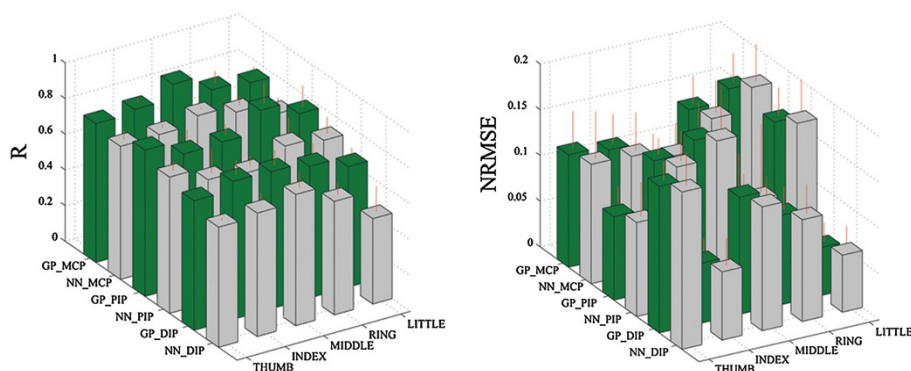 R
1
0.8
0.6
0.4
0.2
0
GP_MCP
NN_MCP
GP_PIP
NN_PIP
GP_DIP
NN_DIP
THUMB
INDEX
MIDDLE
RING
LITTLE
NRMSE
0.2
0.15
0.1
0.05
0
GP_MCP
NN_MCP
GP_PIP
NN_PIP
GP_DIP
NN_DIP
THUMB
INDEX
MIDDLE
RING
LITTLE